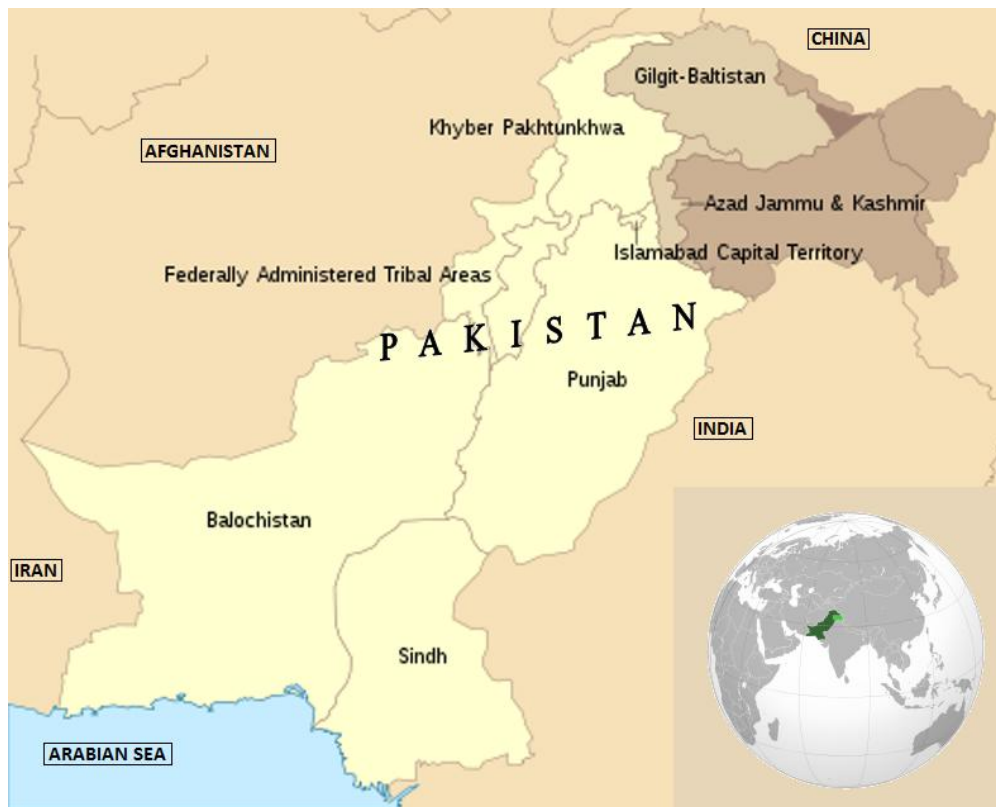 CHINA
Gilgit-Baltistan
Khyber Pakhtunkhwa
AFGHANISTAN
Azad Jammu & Kashmir
Islamabad Capital Territory
Federally Administered Tribal Areas
PAKISTAN
Punjab
INDIA
Balochistan
IRAN
Sindh
ARABIAN SEA